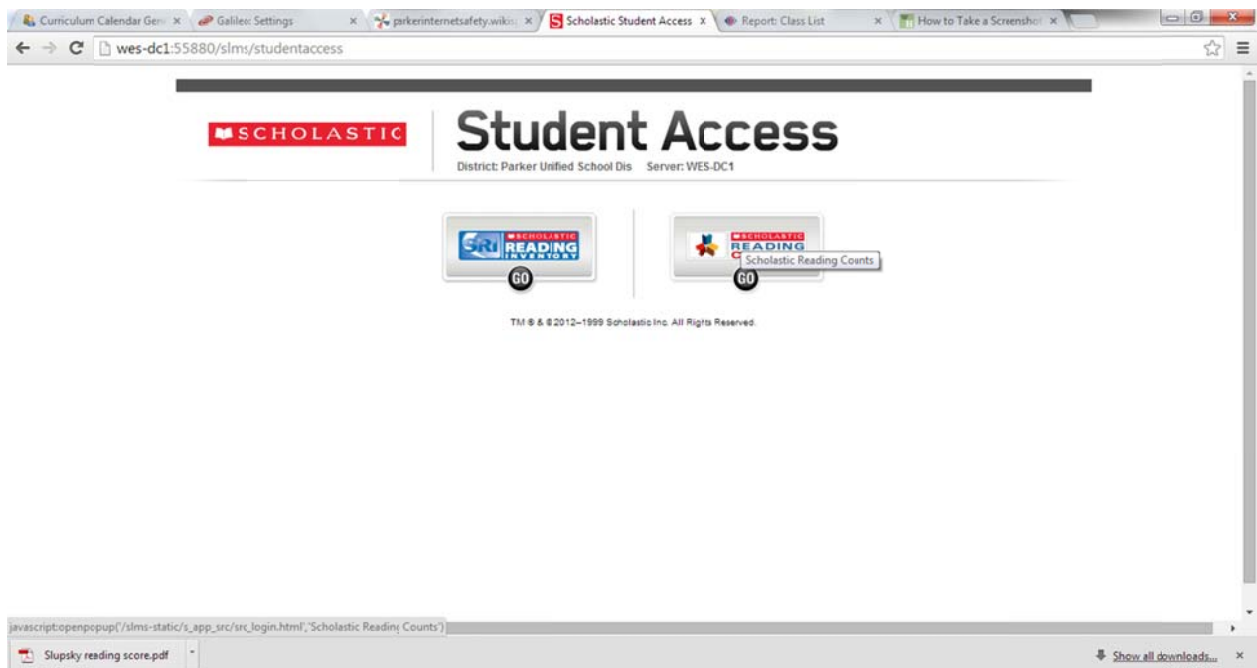 Curriculum Calendar Gen
Galileo: Settings
parkerinternetsafety.wiki
Scholastic Student Access
Report: Class List
How to Take a Screenshot
wes-dc1:55880/slms/studentaccess
SCHOLASTIC
Student Access
District: Parker Unified School Dis Server: WES-DC1
SRI SCHOLASTIC READING INVENTORY
GO
SCHOLASTIC
READING
C
Scholastic Reading Counts
GO
TM ® & ©2012–1999 Scholastic Inc. All Rights Reserved.
javascript:openpopup('/slms-static/s_app_src/src_login.html','Scholastic Reading Counts')
Slupsky reading score.pdf
Show all downloads...